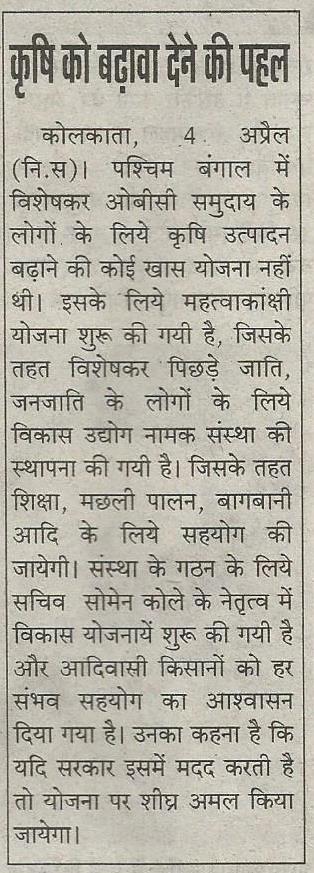 कृषि को बढ़ावा देने की पहल
कोलकाता, 4 अप्रैल
(नि.स)। पश्चिम बंगाल में
विशेषकर ओबीसी समुदाय के
लोगों के लिये कृषि उत्पादन
बढ़ाने की कोई खास योजना नहीं
थी। इसके लिये महत्वाकांक्षी
योजना शुरू की गयी है, जिसके
तहत विशेषकर पिछड़े जाति,
जनजाति के लोगों के लिये
विकास उद्योग नामक संस्था की
स्थापना की गयी है। जिसके तहत
शिक्षा, मछली पालन, बागबानी
आदि के लिये सहयोग की
जायेगी। संस्था के गठन के लिये
सचिव सोमेन कोले के नेतृत्व में
विकास योजनायें शुरू की गयी है
और आदिवासी किसानों को हर
संभव सहयोग का आश्वासन
दिया गया है। उनका कहना है कि
यदि सरकार इसमें मदद करती है
तो योजना पर शीघ्र अमल किया
जायेगा।